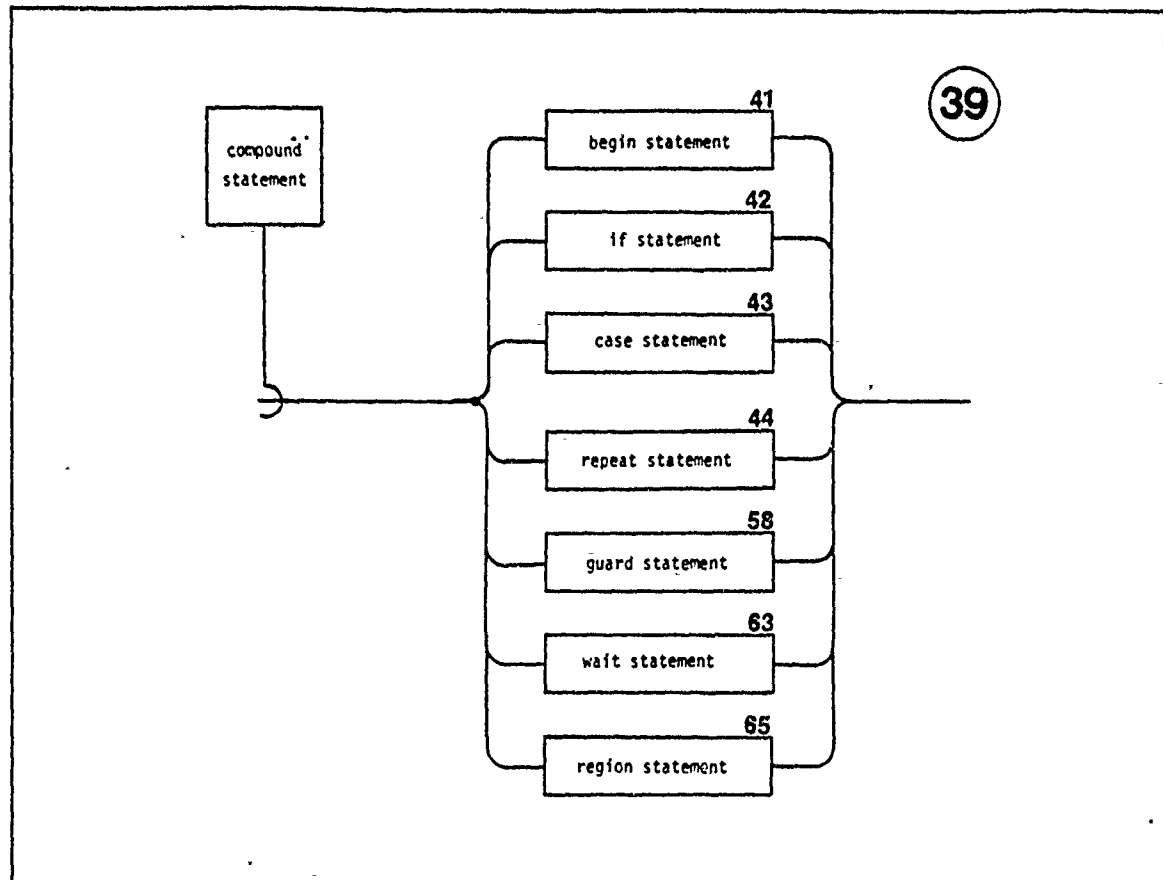 39
compound
statement
41
begin statement
42
if statement
43
case statement
44
repeat statement
58
guard statement
63
wait statement
65
region statement